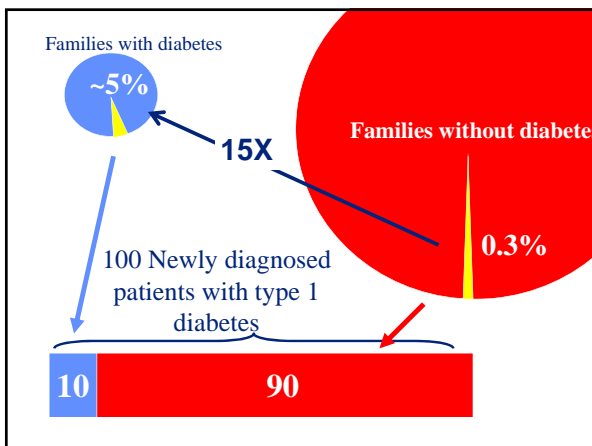 Families with diabetes
~5%
Families without diabete
15X
0.3%
100 Newly diagnosed
patients with type 1
diabetes
10
90